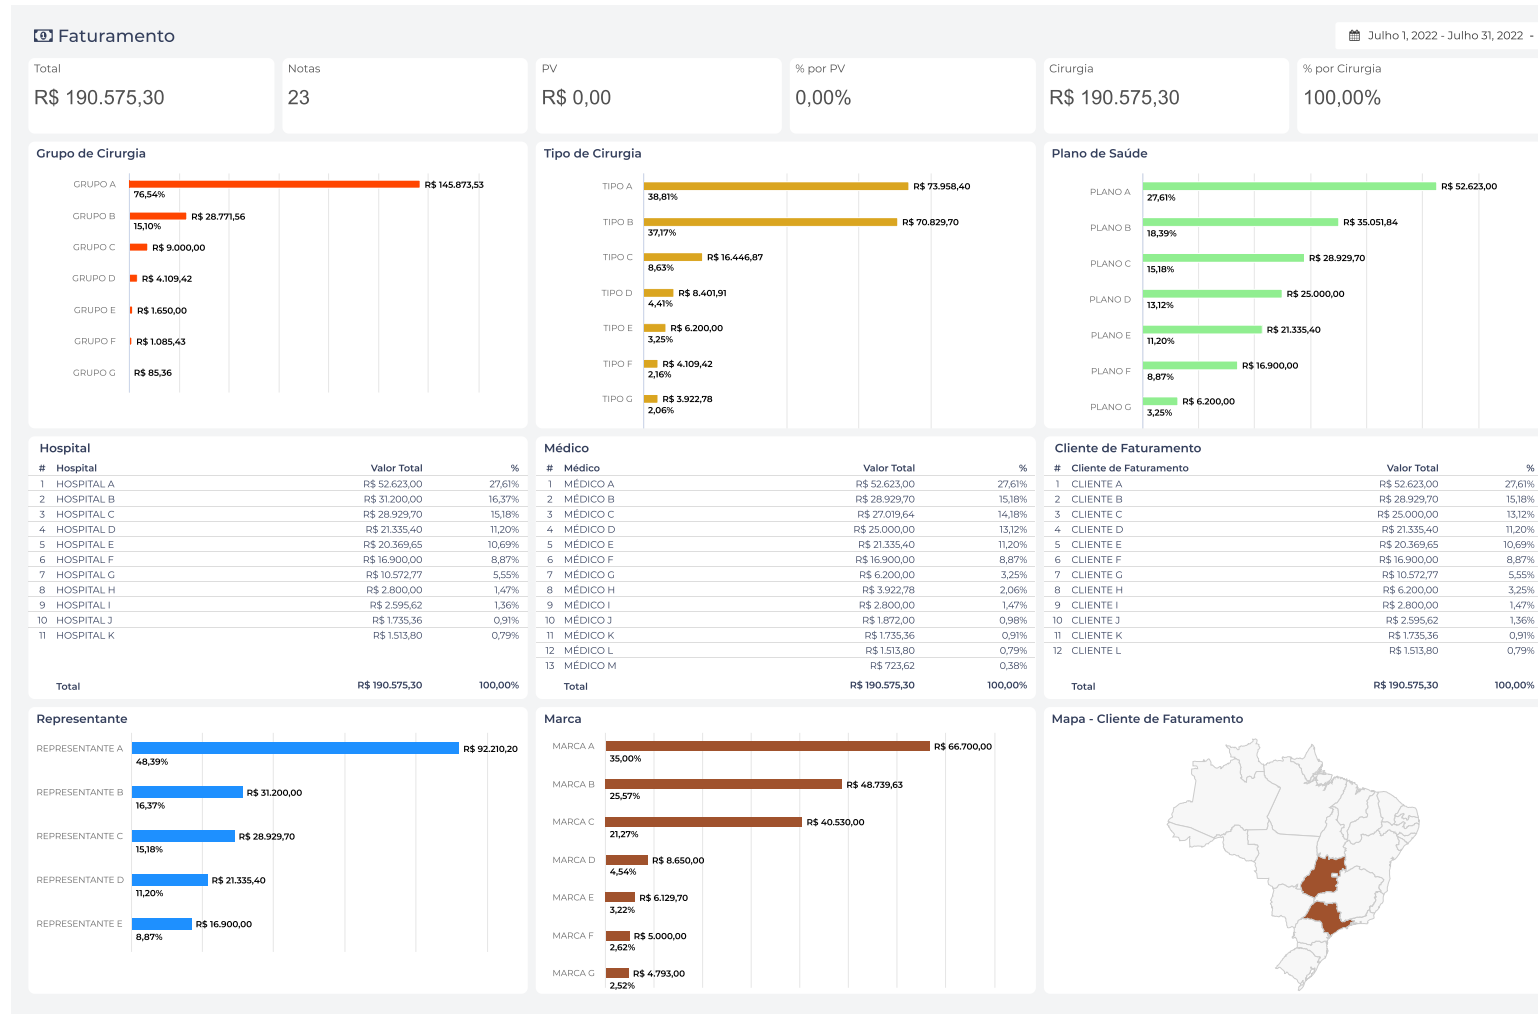 Faturamento
Julho 1, 2022 - Julho 31, 2022 -
Total
R$ 190.575,30
Notas
23
PV
R$ 0,00
% por PV
0,00%
Cirurgia
R$ 190.575,30
% por Cirurgia
100,00%
Grupo de Cirurgia
GRUPO A R$ 145.873,53
76,54%
GRUPO B R$ 28.771,56
15,10%
GRUPO C R$ 9.000,00
GRUPO D R$ 4.109,42
GRUPO E R$ 1.650,00
GRUPO F R$ 1.085,43
GRUPO G R$ 85,36
Tipo de Cirurgia
TIPO A R$ 73.958,40
38,81%
TIPO B R$ 70.829,70
37,17%
TIPO C R$ 16.446,87
8,63%
TIPO D R$ 8.401,91
4,41%
TIPO E R$ 6.200,00
3,25%
TIPO F R$ 4.109,42
2,16%
TIPO G R$ 3.922,78
2,06%
Plano de Saúde
PLANO A R$ 52.623,00
27,61%
PLANO B R$ 35.051,84
18,39%
PLANO C R$ 28.929,70
15,18%
PLANO D R$ 25.000,00
13,12%
PLANO E R$ 21.335,40
11,20%
PLANO F R$ 16.900,00
8,87%
PLANO G R$ 6.200,00
3,25%
Hospital
# Hospital Valor Total %
1 HOSPITAL A R$ 52.623,00 27,61%
2 HOSPITAL B R$ 31.200,00 16,37%
3 HOSPITAL C R$ 28.929,70 15,18%
4 HOSPITAL D R$ 21.335,40 11,20%
5 HOSPITAL E R$ 20.369,65 10,69%
6 HOSPITAL F R$ 16.900,00 8,87%
7 HOSPITAL G R$ 10.572,77 5,55%
8 HOSPITAL H R$ 2.800,00 1,47%
9 HOSPITAL I R$ 2.595,62 1,36%
10 HOSPITAL J R$ 1.735,36 0,91%
11 HOSPITAL K R$ 1.513,80 0,79%
Total R$ 190.575,30 100,00%
Médico
# Médico Valor Total %
1 MÉDICO A R$ 52.623,00 27,61%
2 MÉDICO B R$ 28.929,70 15,18%
3 MÉDICO C R$ 27.019,64 14,18%
4 MÉDICO D R$ 25.000,00 13,12%
5 MÉDICO E R$ 21.335,40 11,20%
6 MÉDICO F R$ 16.900,00 8,87%
7 MÉDICO G R$ 6.200,00 3,25%
8 MÉDICO H R$ 3.922,78 2,06%
9 MÉDICO I R$ 2.800,00 1,47%
10 MÉDICO J R$ 1.872,00 0,98%
11 MÉDICO K R$ 1.735,36 0,91%
12 MÉDICO L R$ 1.513,80 0,79%
13 MÉDICO M R$ 723,62 0,38%
Total R$ 190.575,30 100,00%
Cliente de Faturamento
# Cliente de Faturamento Valor Total %
1 CLIENTE A R$ 52.623,00 27,61%
2 CLIENTE B R$ 28.929,70 15,18%
3 CLIENTE C R$ 25.000,00 13,12%
4 CLIENTE D R$ 21.335,40 11,20%
5 CLIENTE E R$ 20.369,65 10,69%
6 CLIENTE F R$ 16.900,00 8,87%
7 CLIENTE G R$ 10.572,77 5,55%
8 CLIENTE H R$ 6.200,00 3,25%
9 CLIENTE I R$ 2.800,00 1,47%
10 CLIENTE J R$ 2.595,62 1,36%
11 CLIENTE K R$ 1.735,36 0,91%
12 CLIENTE L R$ 1.513,80 0,79%
Total R$ 190.575,30 100,00%
Representante
REPRESENTANTE A R$ 92.210,20
48,39%
REPRESENTANTE B R$ 31.200,00
16,37%
REPRESENTANTE C R$ 28.929,70
15,18%
REPRESENTANTE D R$ 21.335,40
11,20%
REPRESENTANTE E R$ 16.900,00
8,87%
Marca
MARCA A R$ 66.700,00
35,00%
MARCA B R$ 48.739,63
25,57%
MARCA C R$ 40.530,00
21,27%
MARCA D R$ 8.650,00
4,54%
MARCA E R$ 6.129,70
3,22%
MARCA F R$ 5.000,00
2,62%
MARCA G R$ 4.793,00
2,52%
Mapa - Cliente de Faturamento